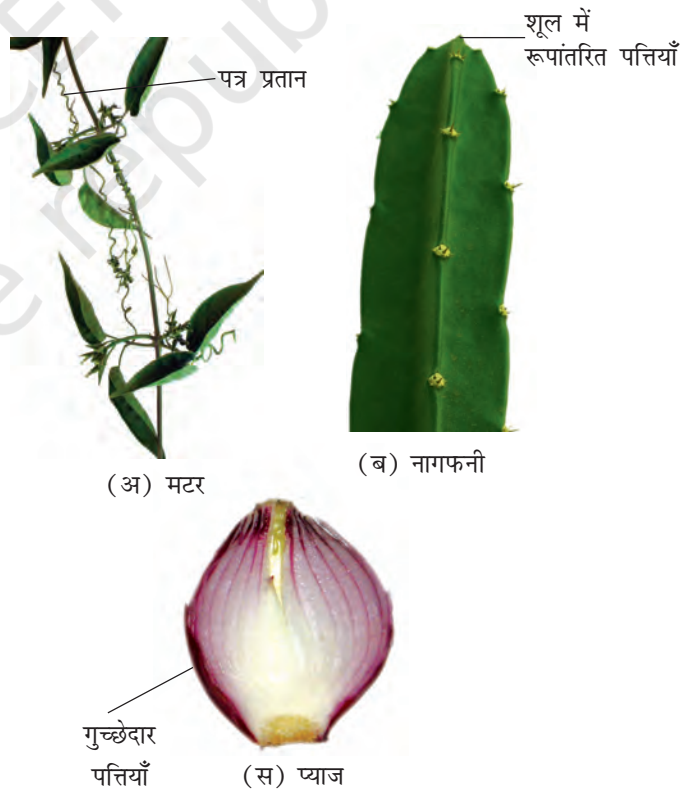 शूल में
रूपांतरित पत्तियाँ
पत्र प्रतान
(अ) मटर
(ब) नागफनी
गुच्छेदार
पत्तियाँ
(स) प्याज